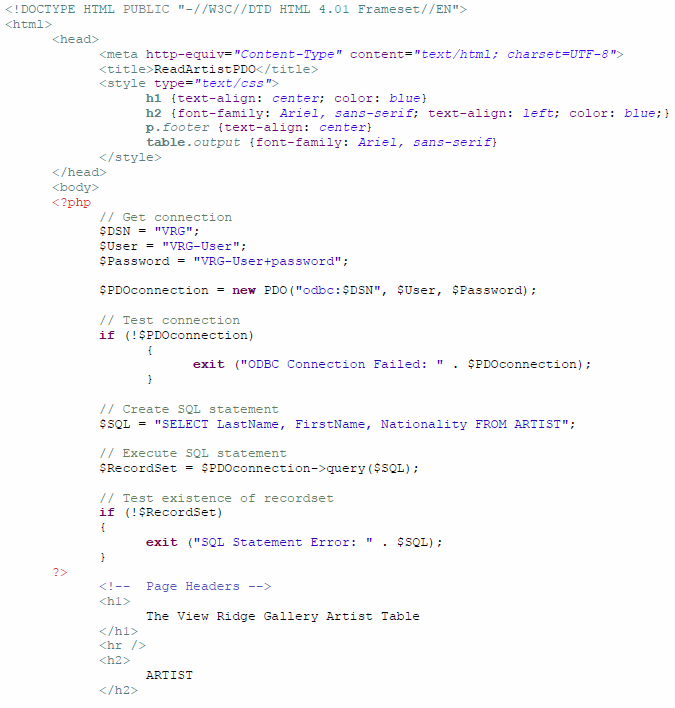 <!DOCTYPE HTML PUBLIC "-//W3C//DTD HTML 4.01 Frameset//EN">
<html>
<head>
<meta http-equiv="Content-Type" content="text/html; charset=UTF-8">
<title>ReadArtistPDO</title>
<style type="text/css">
h1 {text-align: center; color: blue}
h2 {font-family: Ariel, sans-serif; text-align: left; color: blue;}
p.footer {text-align: center}
table.output {font-family: Ariel, sans-serif}
</style>
</head>
<body>
<?php
// Get connection
$DSN = "VRG";
$User = "VRG-User";
$Password = "VRG-User+password";
$PDOconnection = new PDO("odbc:$DSN", $User, $Password);
// Test connection
if (!$PDOconnection)
{
exit ("ODBC Connection Failed: " . $PDOconnection);
}
// Create SQL statement
$SQL = "SELECT LastName, FirstName, Nationality FROM ARTIST";
// Execute SQL statement
$RecordSet = $PDOconnection->query($SQL);
// Test existence of recordset
if (!$RecordSet)
{
exit ("SQL Statement Error: " . $SQL);
}
?>
<!-- Page Headers -->
<h1>
The View Ridge Gallery Artist Table
</h1>
<hr />
<h2>
ARTIST
</h2>